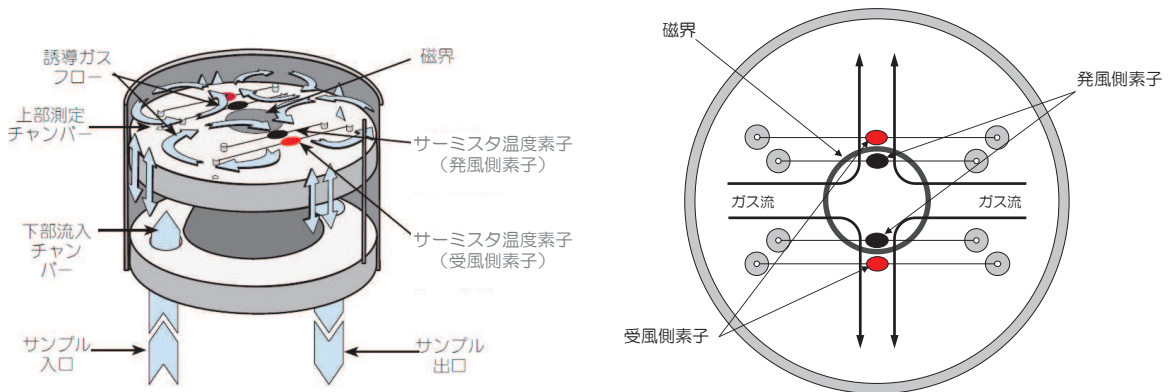 誘導ガス
フロー
上部測定
チャンバー
下部流入
チャン
バー
サンプル
入口
磁界
サーミスタ温度素子
（発風側素子）
サーミスタ温度素子
（受風側素子）
サンプル
出口
磁界
発風側素子
ガス流
ガス流
受風側素子